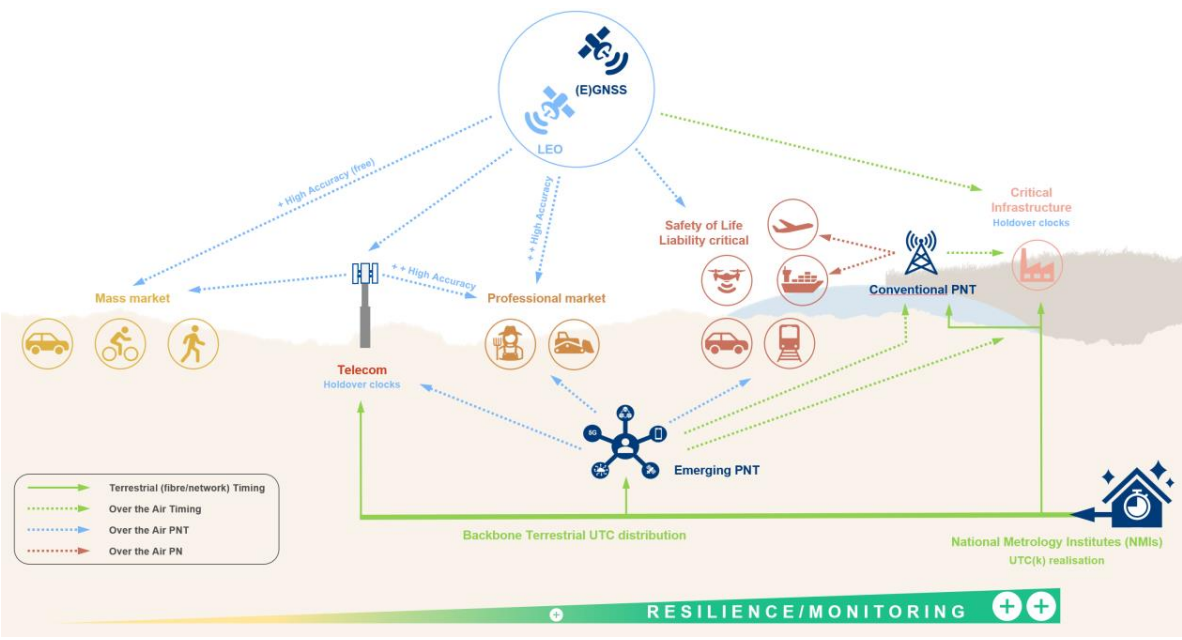 (E)GNSS
LEO
+ High Accuracy (free)
++ High Accuracy
++ High Accuracy
Critical
Infrastructure
Holdover clocks
Safety of Life
Liability critical
Conventional PNT
Mass market
Professional market
Telecom
Holdover clocks
5G
Emerging PNT
Terrestrial (fibre/network) Timing
Over the Air Timing
Over the Air PNT
Over the Air PN
Backbone Terrestrial UTC distribution
National Metrology Institutes (NMIs)
UTC(k) realisation
+ RESILIENCE/MONITORING ++